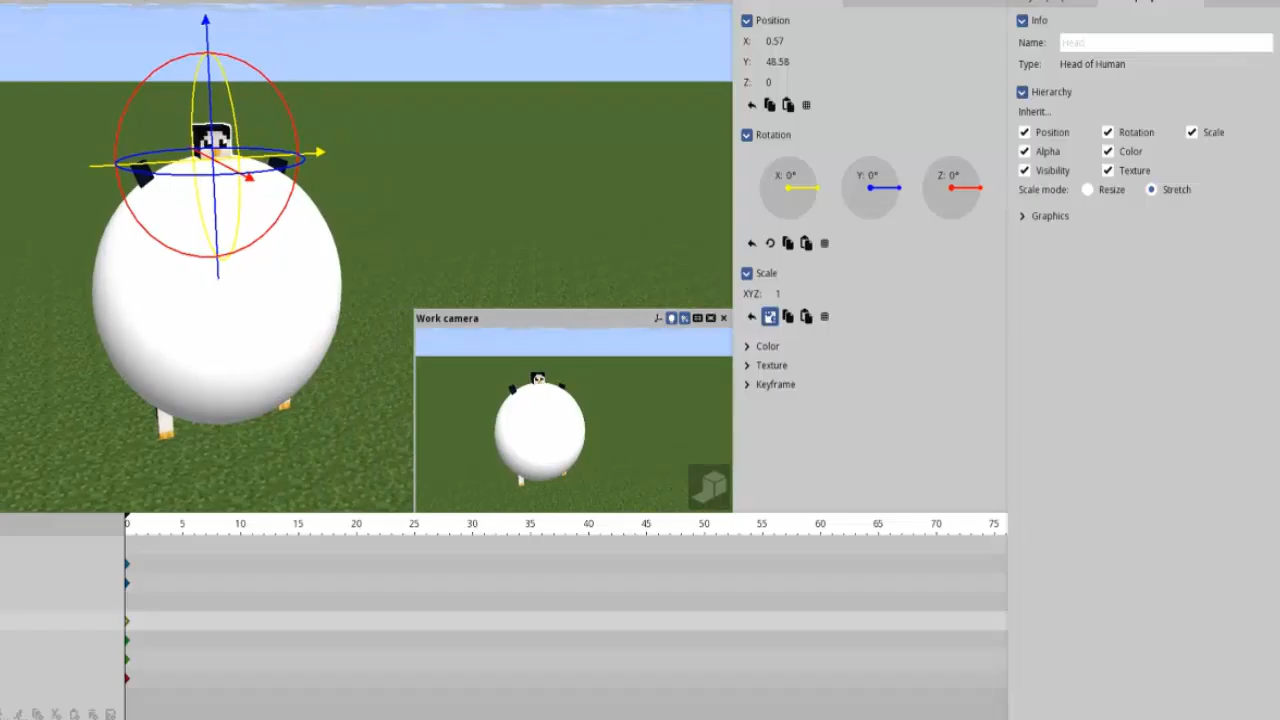 Position
X: 0.57
Y: 48.58
Z: 0
Rotation
X: 0° Y: 0° Z: 0°
Scale
XYZ: 1
Color
Texture
Keyframe
Info
Name: Head
Type: Head of Human
Hierarchy
Inherit...
Position Rotation Scale
Alpha Color
Visibility Texture
Scale mode: Resize Stretch
Graphics
Work camera
0 5 10 15 20 25 30 35 40 45 50 55 60 65 70 75